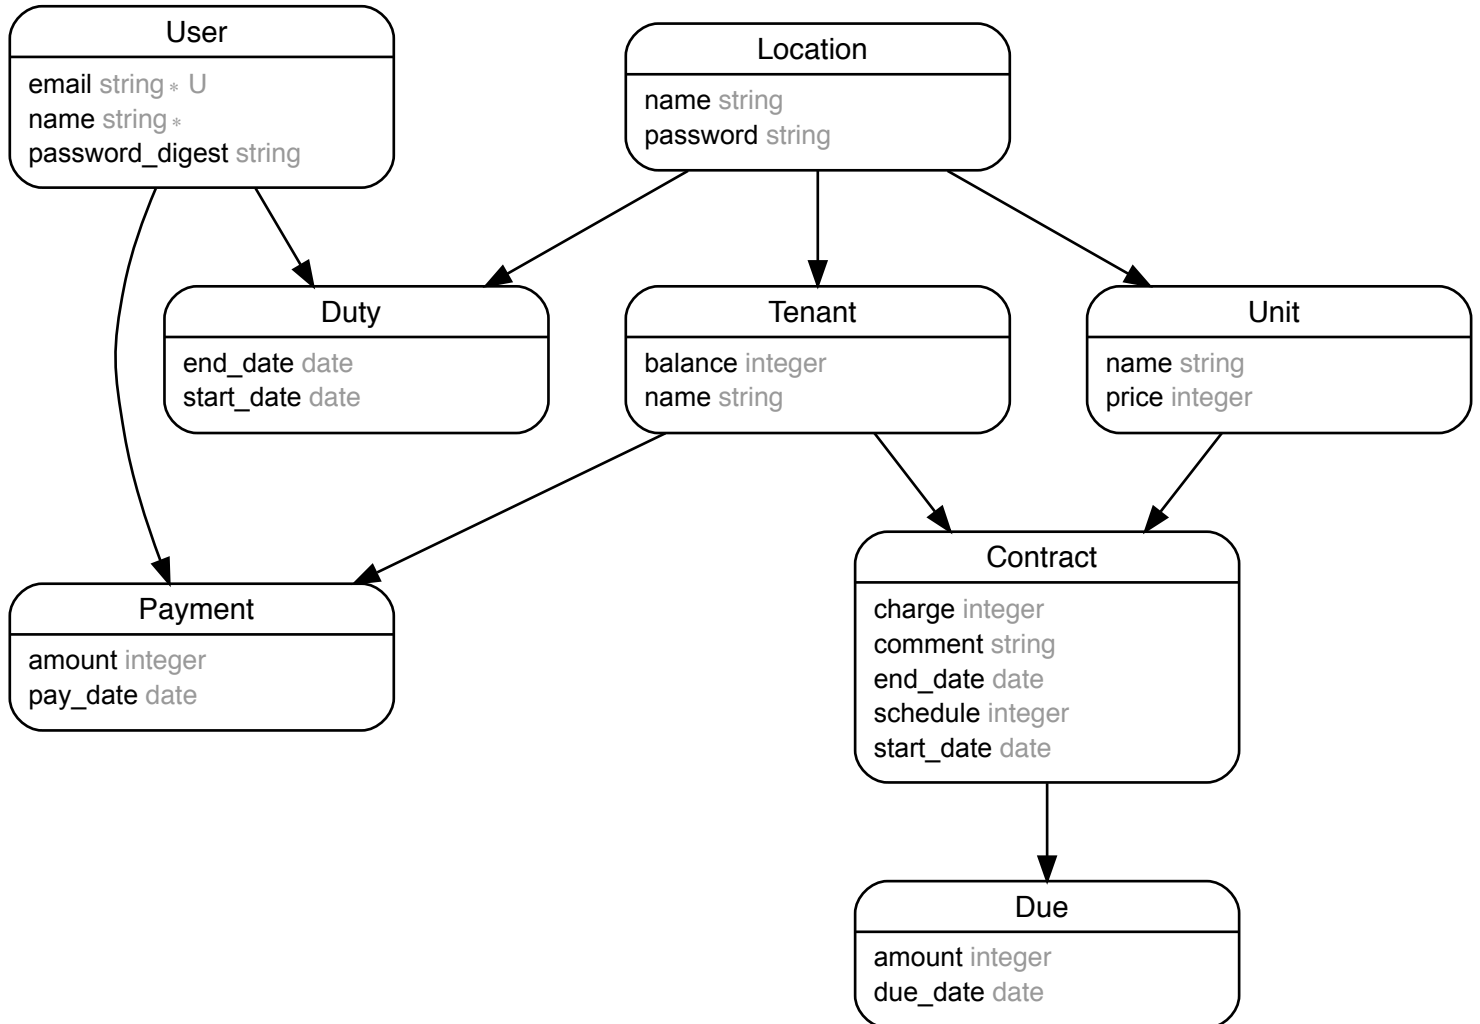 User
email string * U
name string *
password_digest string
Location
name string
password string
Duty
end_date date
start_date date
Tenant
balance integer
name string
Unit
name string
price integer
Payment
amount integer
pay_date date
Contract
charge integer
comment string
end_date date
schedule integer
start_date date
Due
amount integer
due_date date